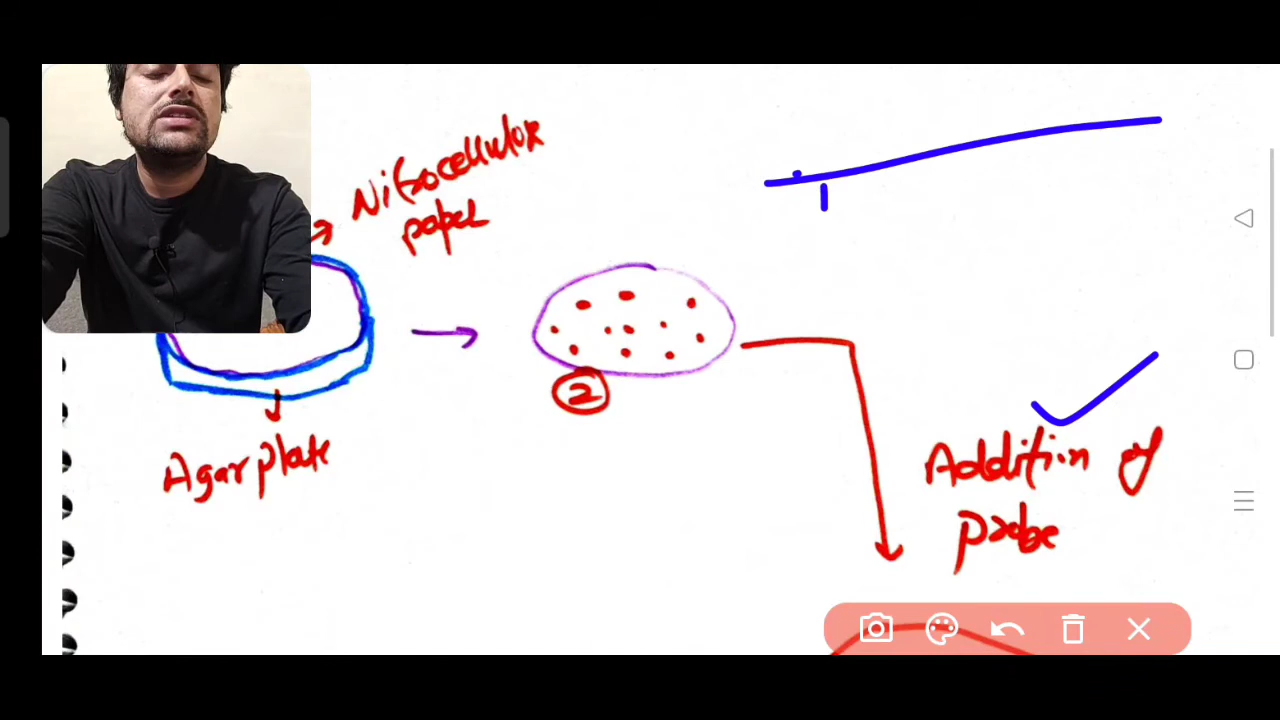 Nitrocellulose
paper
2
Agar plate
Addition of
probe